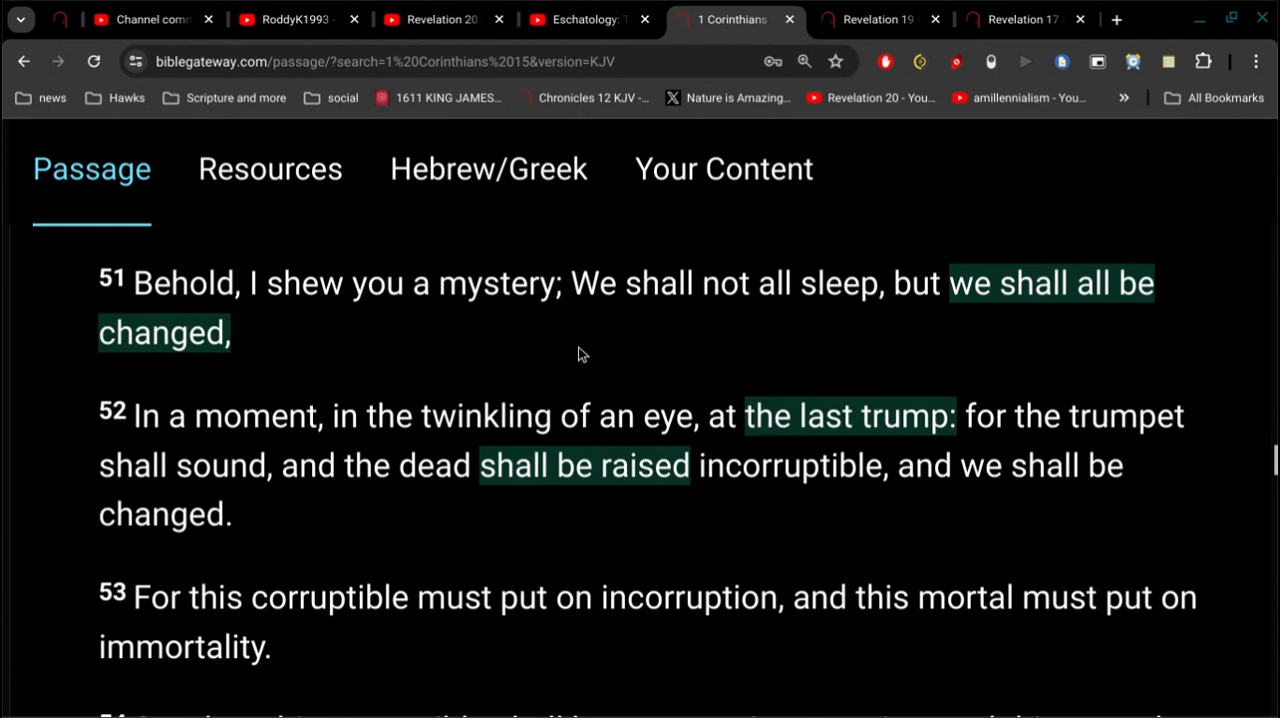 Channel comm
RoddyK1993 -
Revelation 20
Eschatology: T
1 Corinthians
Revelation 19
Revelation 17
biblegateway.com/passage/?search=1%20Corinthians%2015&version=KJV
news
Hawks
Scripture and more
social
1611 KING JAMES...
Chronicles 12 KJV -...
Nature is Amazing...
Revelation 20 - You...
amillennialism - You...
»
All Bookmarks
Passage Resources Hebrew/Greek Your Content
51 Behold, I shew you a mystery; We shall not all sleep, but we shall all be
changed,
52 In a moment, in the twinkling of an eye, at the last trump: for the trumpet
shall sound, and the dead shall be raised incorruptible, and we shall be
changed.
53 For this corruptible must put on incorruption, and this mortal must put on
immortality.